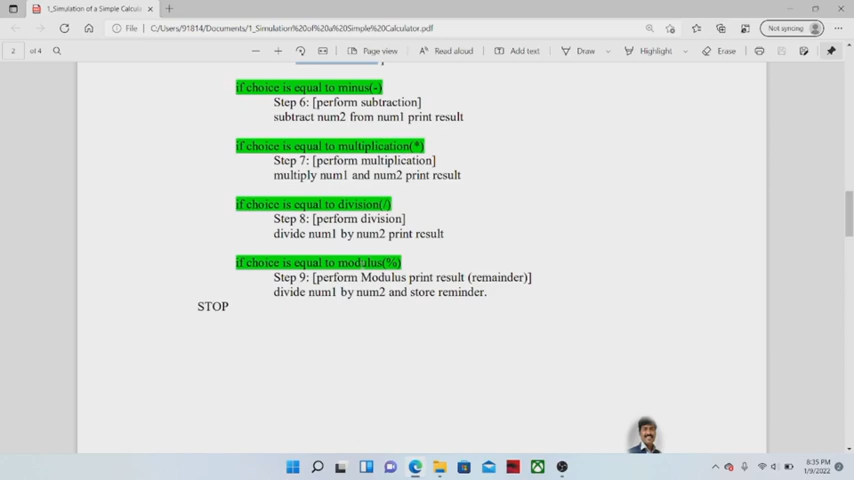 1_Simulation of a Simple Calculat
Not syncing
File
C:/Users/91814/Documents/1_Simulation%20of%20a%20Simple%20Calculator.pdf
2 of 4
Page view
Read aloud
Add text
Draw
Highlight
Erase
if choice is equal to minus(-)
Step 6: [perform subtraction]
subtract num2 from num1 print result
if choice is equal to multiplication(*)
Step 7: [perform multiplication]
multiply num1 and num2 print result
if choice is equal to division(/)
Step 8: [perform division]
divide num1 by num2 print result
if choice is equal to modulus(%)
Step 9: [perform Modulus print result (remainder)]
divide num1 by num2 and store reminder.
STOP
8:35 PM
1/9/2022